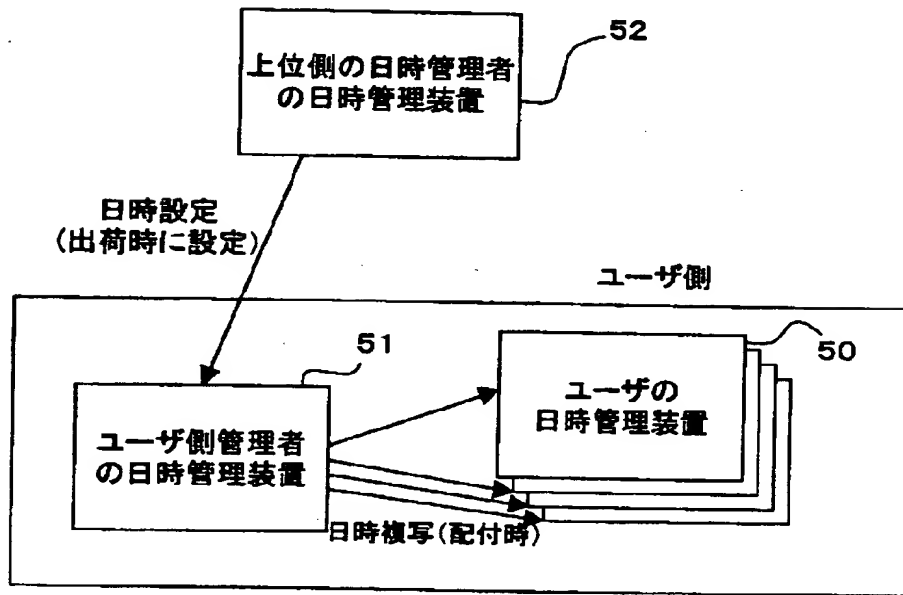 52
上位側の日時管理者
の日時管理装置
日時設定
(出荷時に設定)
ユーザ側
51
50
ユーザ側管理者
の日時管理装置
ユーザの
日時管理装置
日時複写(配付時)